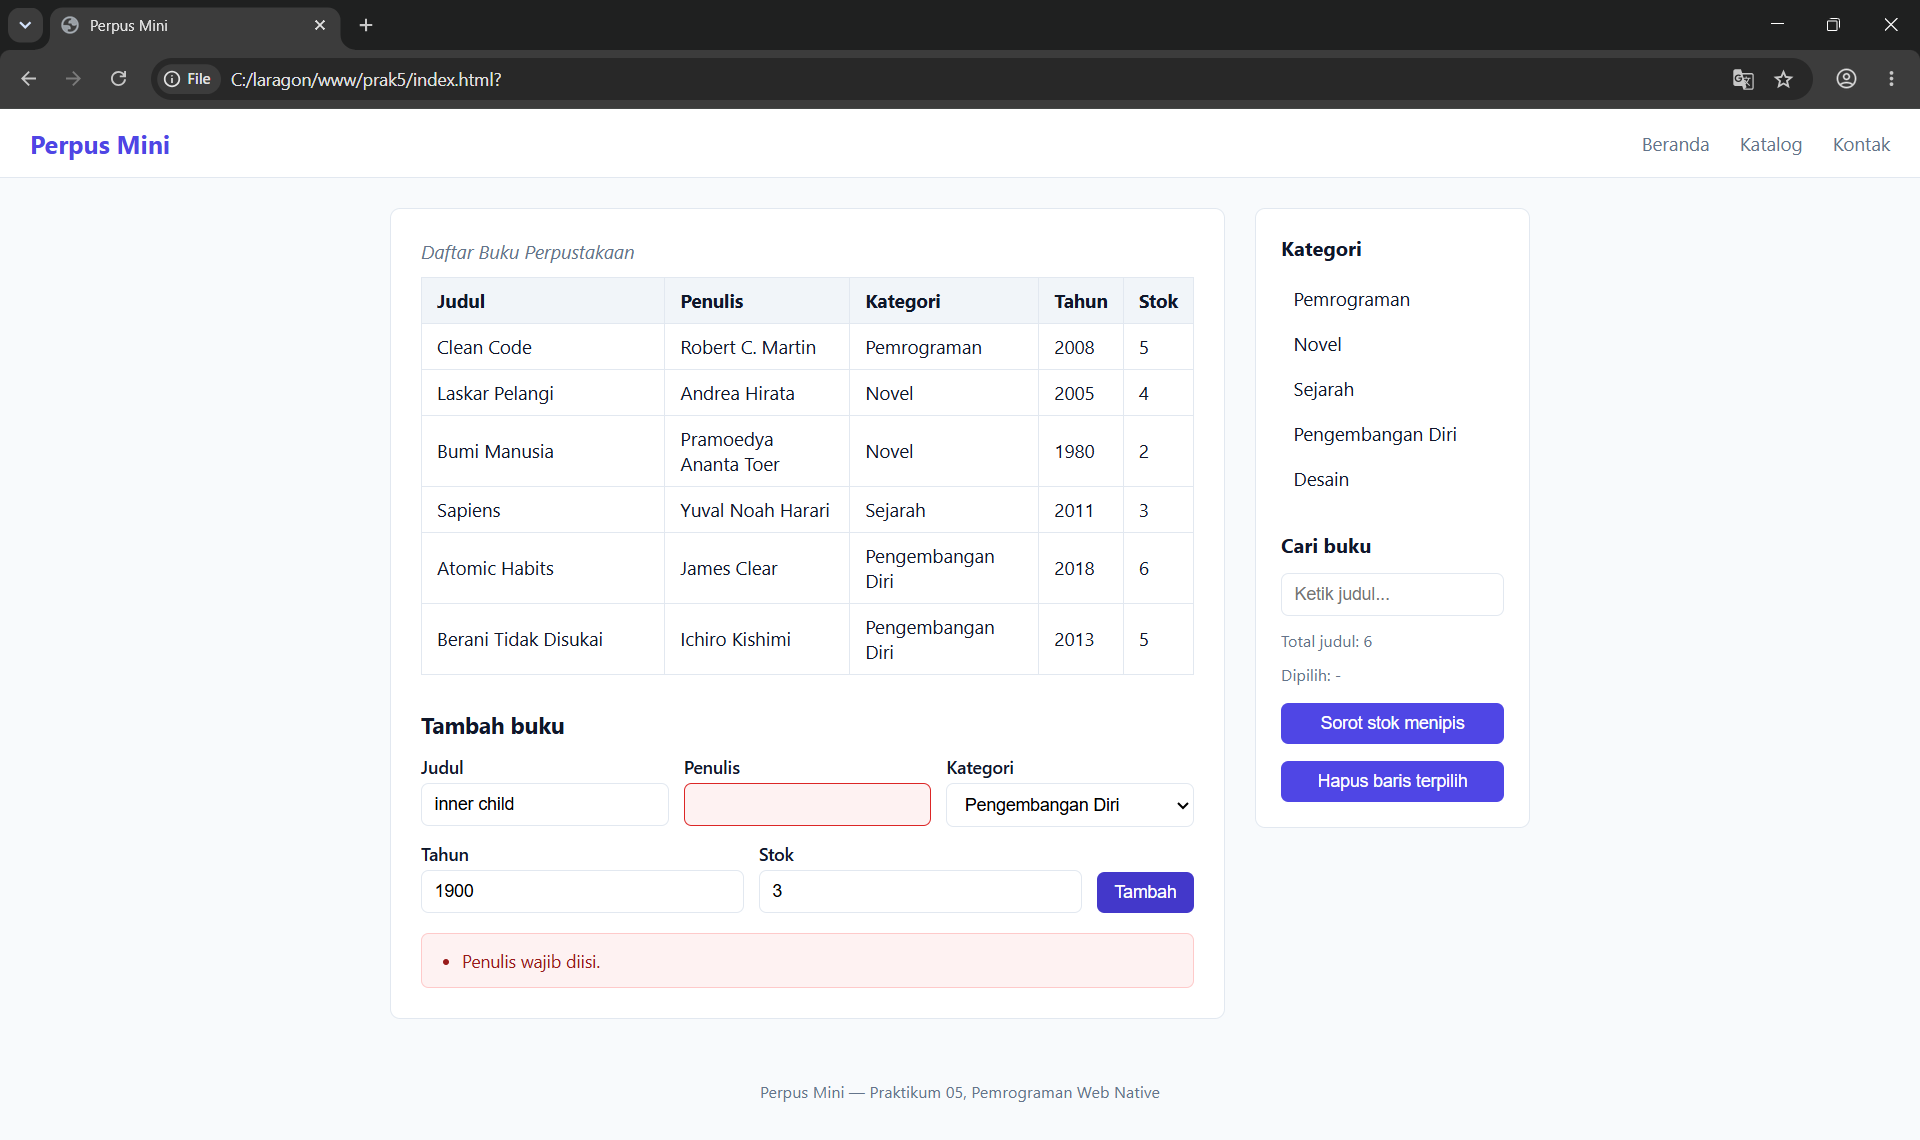 Perpus Mini
File C:/laragon/www/prak5/index.html?
Perpus Mini Beranda Katalog Kontak
Daftar Buku Perpustakaan
Judul Penulis Kategori Tahun Stok
Clean Code Robert C. Martin Pemrograman 2008 5
Laskar Pelangi Andrea Hirata Novel 2005 4
Bumi Manusia Pramoedya Ananta Toer Novel 1980 2
Sapiens Yuval Noah Harari Sejarah 2011 3
Atomic Habits James Clear Pengembangan Diri 2018 6
Berani Tidak Disukai Ichiro Kishimi Pengembangan Diri 2013 5
Tambah buku
Judul Penulis Kategori
inner child Pengembangan Diri
Tahun Stok
1900 3 Tambah
• Penulis wajib diisi.
Kategori
Pemrograman
Novel
Sejarah
Pengembangan Diri
Desain
Cari buku
Ketik judul...
Total judul: 6
Dipilih: -
Sorot stok menipis
Hapus baris terpilih
Perpus Mini — Praktikum 05, Pemrograman Web Native